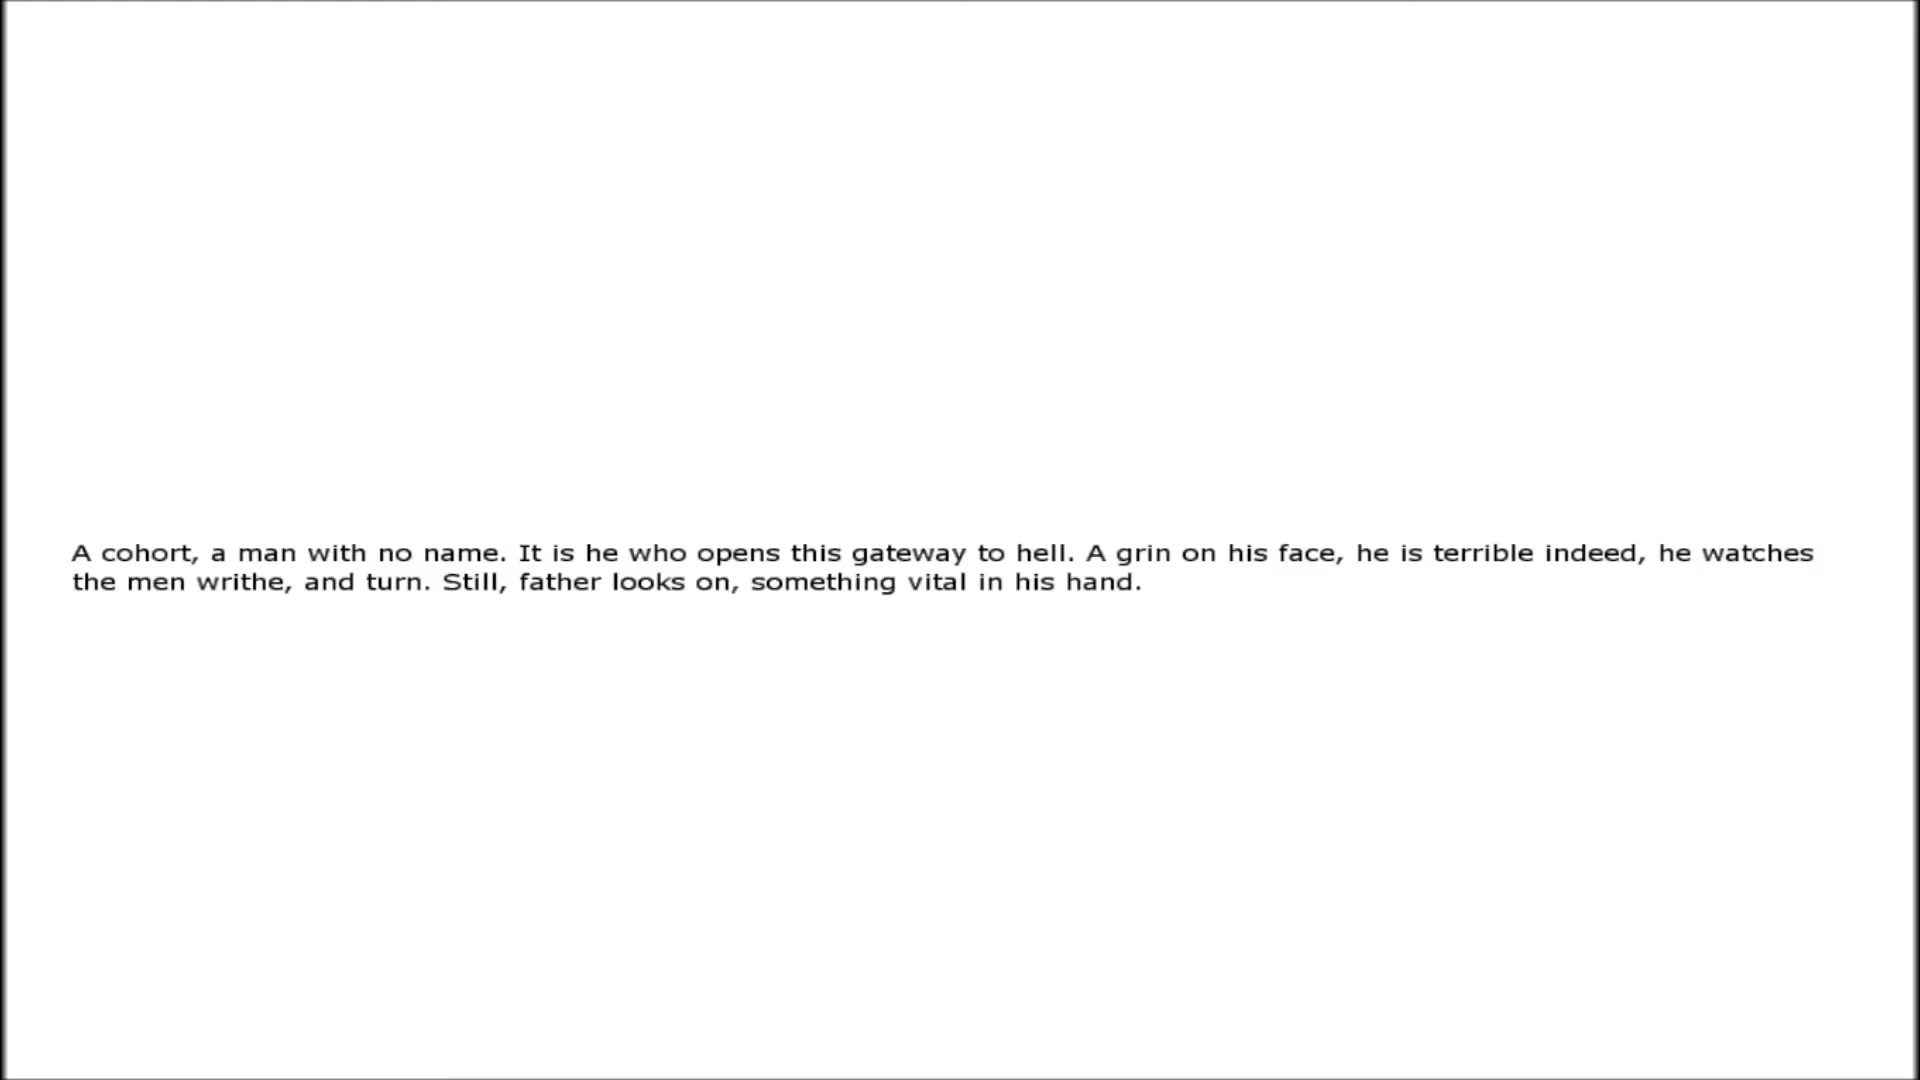 A cohort, a man with no name. It is he who opens this gateway to hell. A grin on his face, he is terrible indeed, he watches
the men writhe, and turn. Still, father looks on, something vital in his hand.